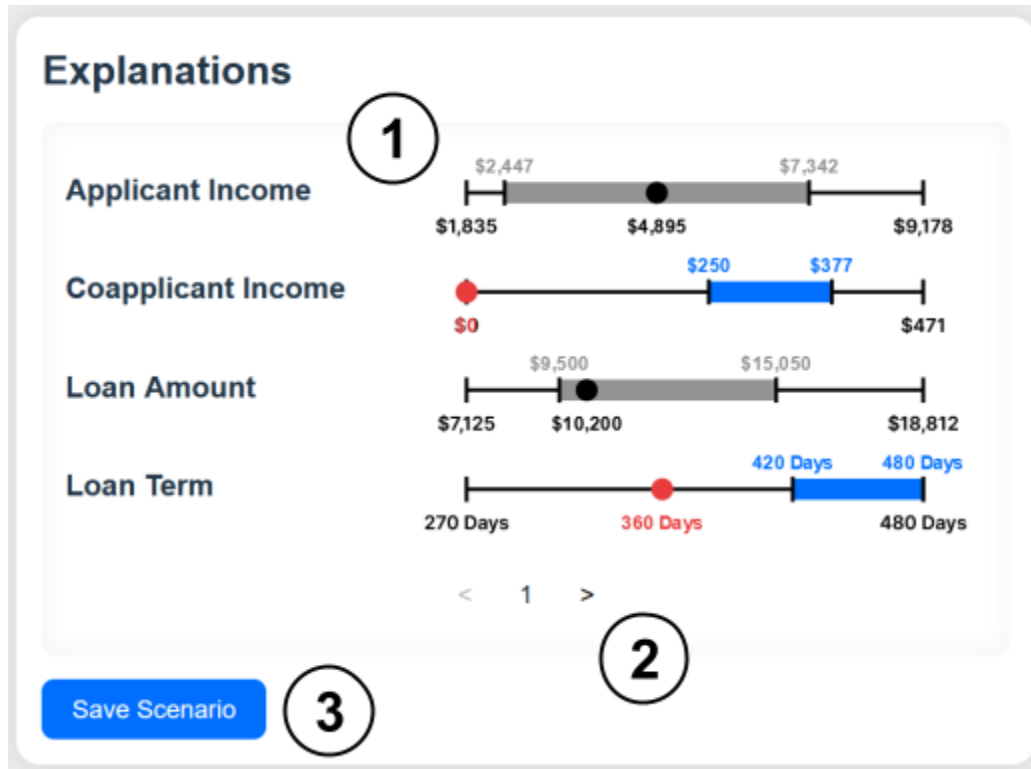 Explanations
1
$2,447 $7,342
Applicant Income
$1,835 $4,895 $9,178
$250 $377
Coapplicant Income
$0 $471
$9,500 $15,050
Loan Amount
$7,125 $10,200 $18,812
420 Days 480 Days
Loan Term
270 Days 360 Days 480 Days
< 1 >
2
Save Scenario
3